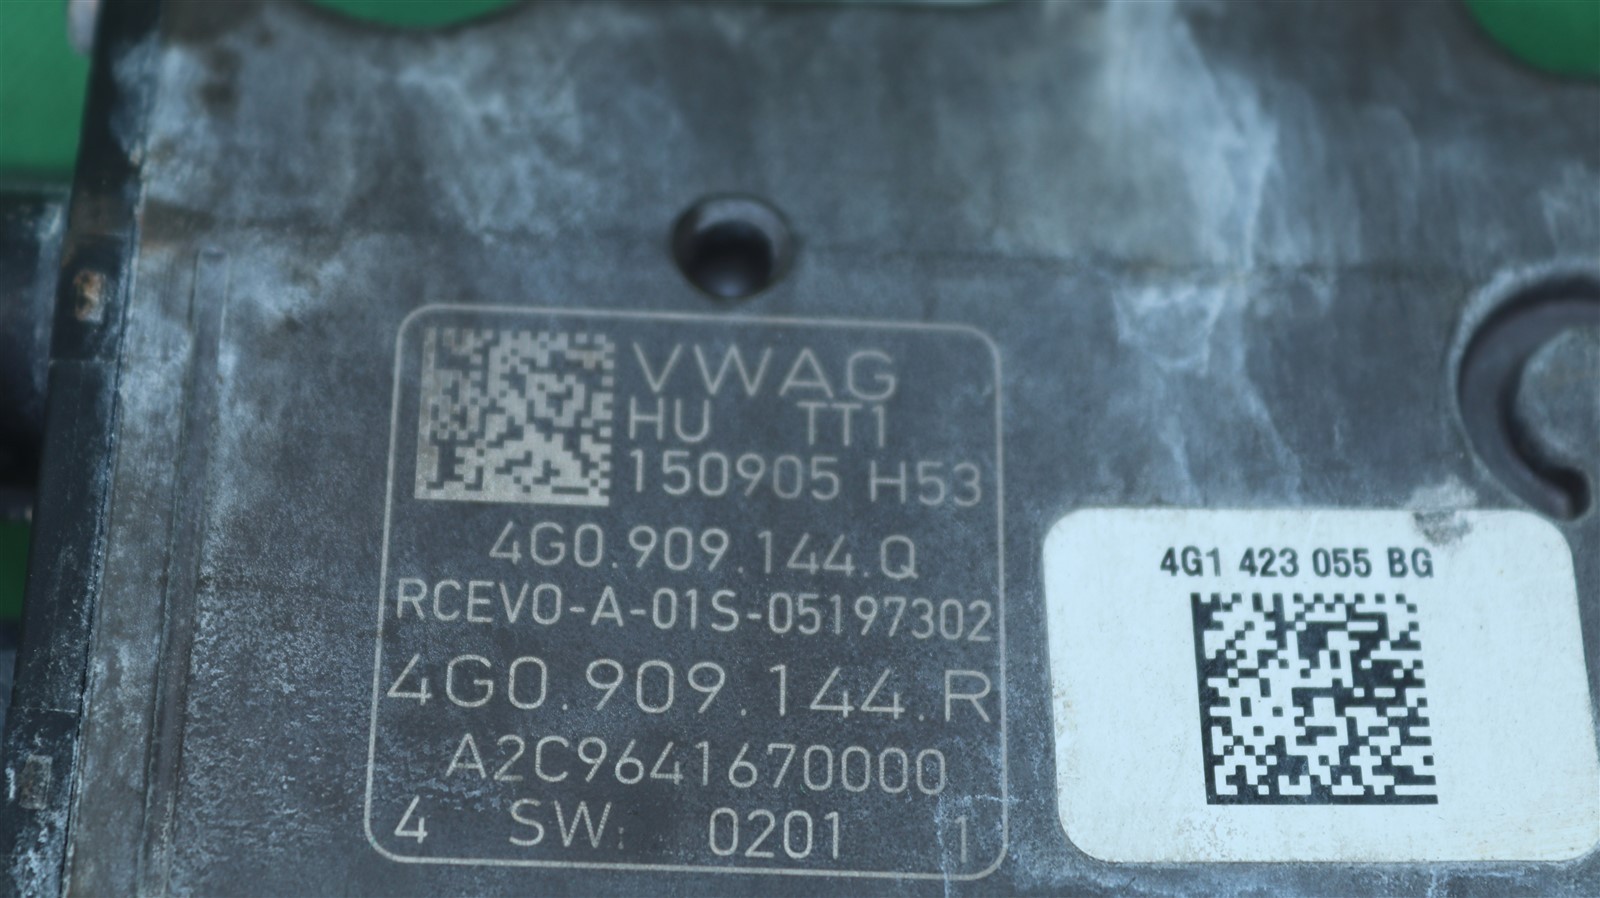 VWAG
HU TT1
150905 H53
4G0.909.144.Q
RCEVO-A-01S-05197302
4G0.909.144.R
A2C9641670000
4 SW: 0201 1
4G1 423 055 BG